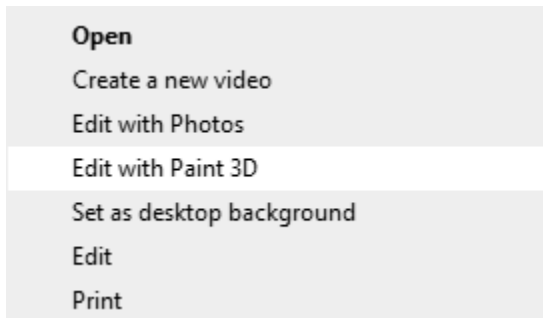 Open
Create a new video
Edit with Photos
Edit with Paint 3D
Set as desktop background
Edit
Print